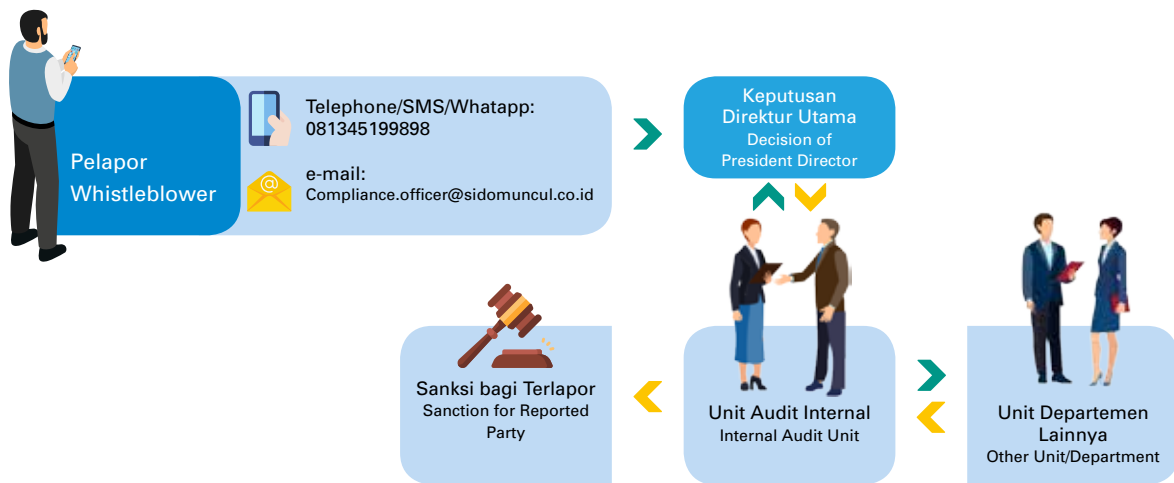 Pelapor
Whistleblower
Telephone/SMS/Whatapp:
081345199898
e-mail:
Compliance.officer@sidomuncul.co.id
Keputusan
Direktur Utama
Decision of
President Director
Sanksi bagi Terlapor
Sanction for Reported
Party
Unit Audit Internal
Internal Audit Unit
Unit Departemen
Lainnya
Other Unit/Department